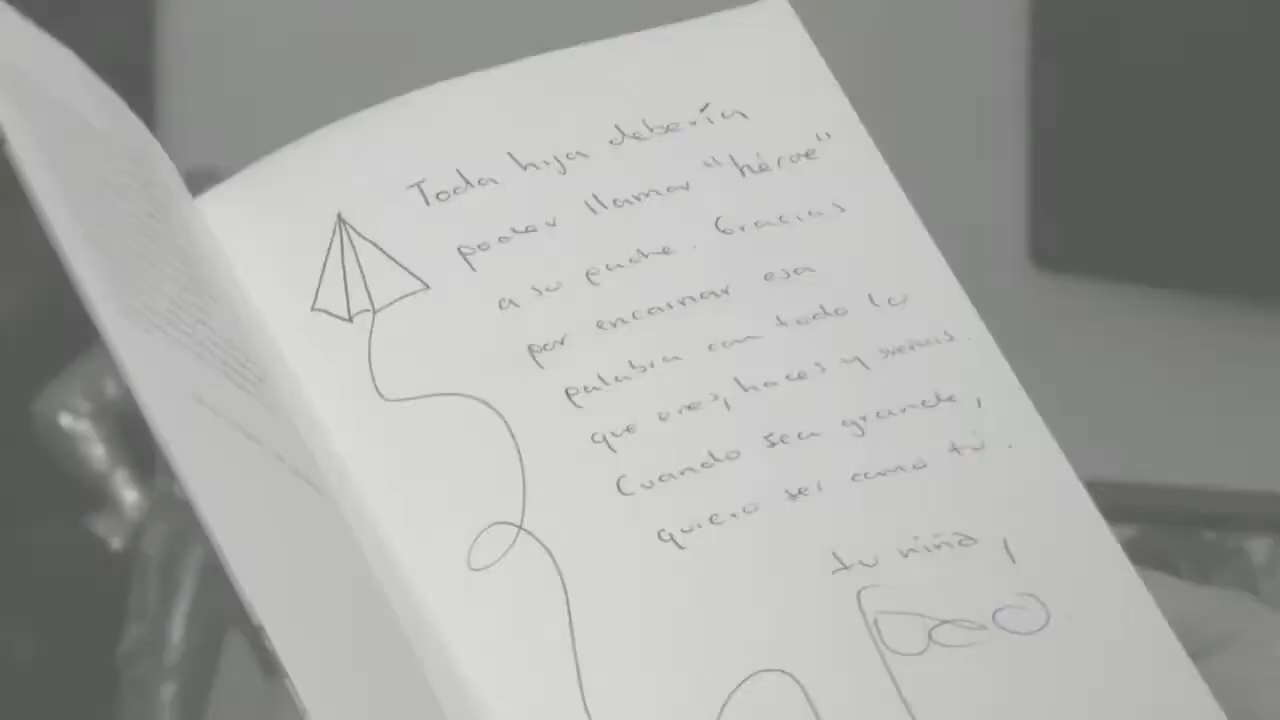 Toda hija debería
poder llamar "héroe"
a su padre. Gracias
por encarnar esa
palabra con todo lo
que eres, haces y sueñas.
Cuando sea grande,
quiero ser como tú.
tu niña,